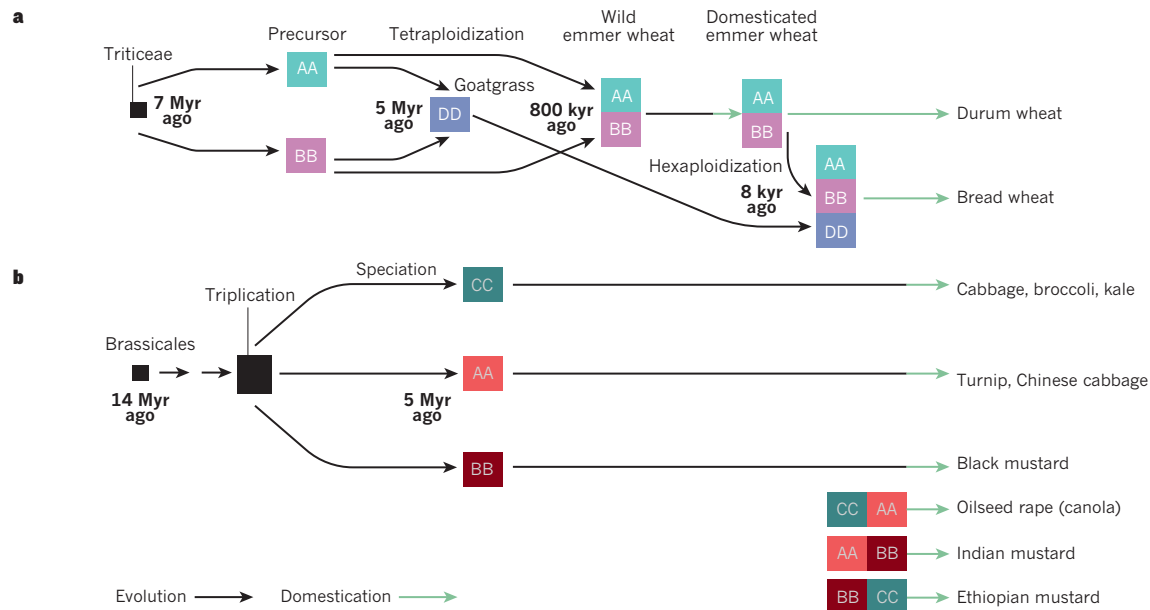 a
Triticeae
7 Myr
ago
Precursor
AA
BB
Tetraploidization
Goatgrass
5 Myr
ago
DD
Wild
emmer wheat
800 kyr
ago
AA
BB
Domesticated
emmer wheat
AA
BB
Durum wheat
Hexaploidization
8 kyr
ago
AA
BB
DD
Bread wheat
b
Brassicales
14 Myr
ago
Triplication
Speciation
CC
Cabbage, broccoli, kale
5 Myr
ago
AA
Turnip, Chinese cabbage
BB
Black mustard
CC AA
Oilseed rape (canola)
AA BB
Indian mustard
BB CC
Ethiopian mustard
Evolution
Domestication